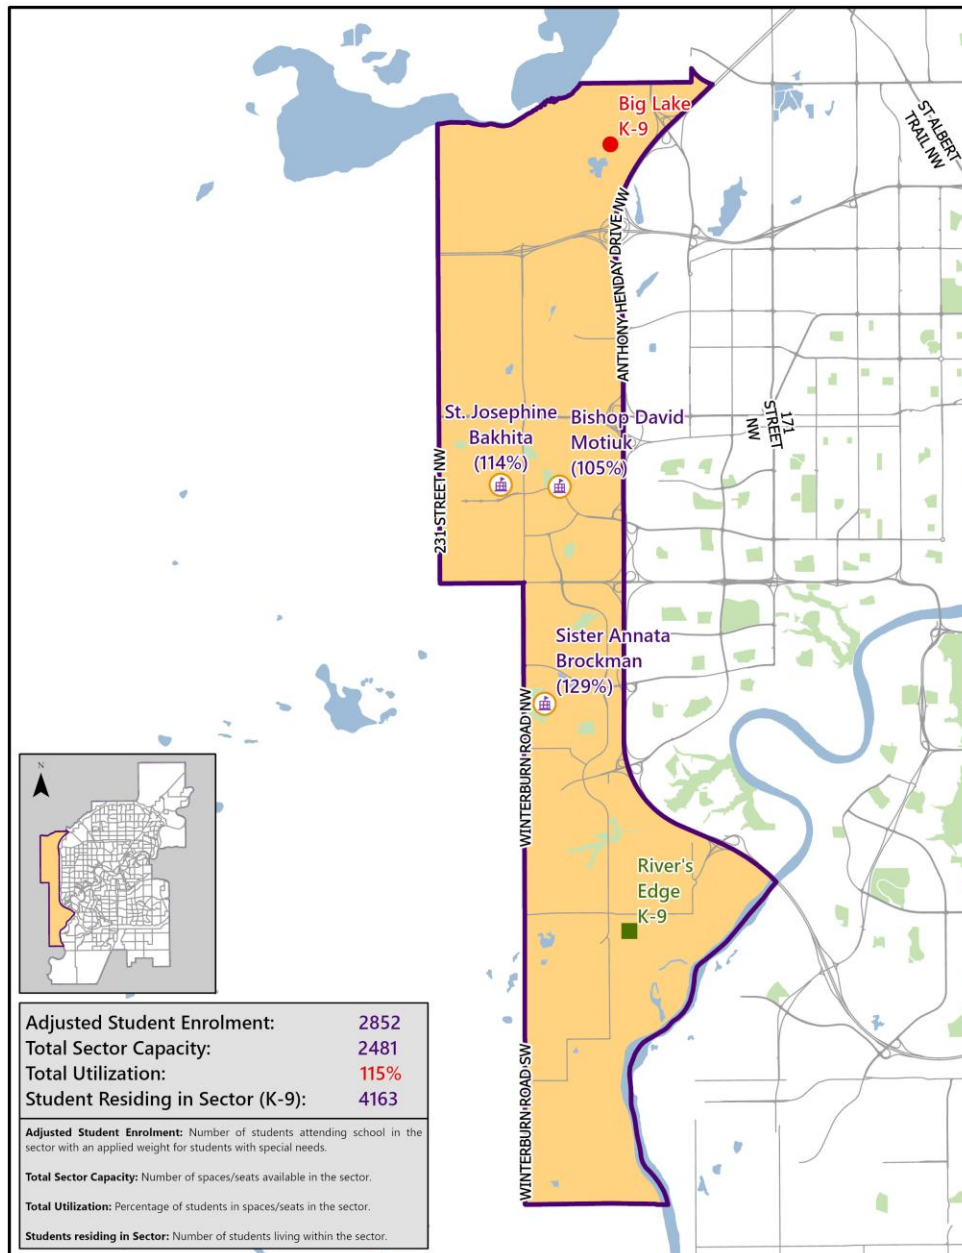 Big Lake
K-9
ST ALBERT
TRAIL NW
ANTHONY HENDAY DRIVE NW
171
STREET
NW
St. Josephine
Bakhita
(114%)
Bishop David
Motiuk
(105%)
231 STREET NW
Sister Annata
Brockman
(129%)
WINTERBURN ROAD NW
River's
Edge
K-9
N
WINTERBURN ROAD SW
Adjusted Student Enrolment: 2852
Total Sector Capacity: 2481
Total Utilization: 115%
Student Residing in Sector (K-9): 4163
Adjusted Student Enrolment: Number of students attending school in the
sector with an applied weight for students with special needs.
Total Sector Capacity: Number of spaces/seats available in the sector.
Total Utilization: Percentage of students in spaces/seats in the sector.
Students residing in Sector: Number of students living within the sector.